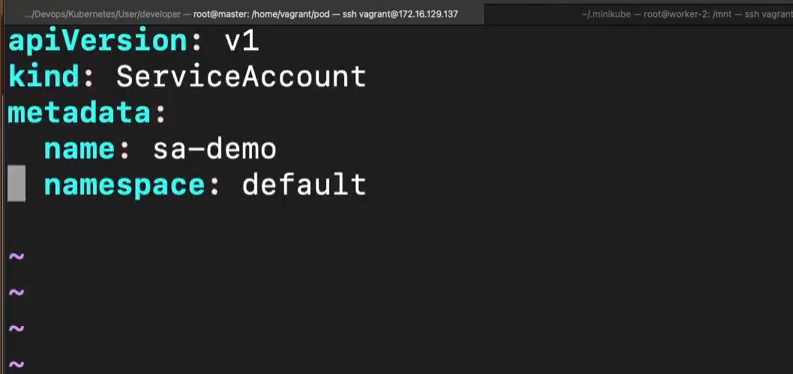 .../Devops/Kubernetes/User/developer — root@master: /home/vagrant/pod — ssh vagrant@172.16.129.137
~/.minikube — root@worker-2: /mnt — ssh vagrant
apiVersion: v1
kind: ServiceAccount
metadata:
  name: sa-demo
  namespace: default
~
~
~
~